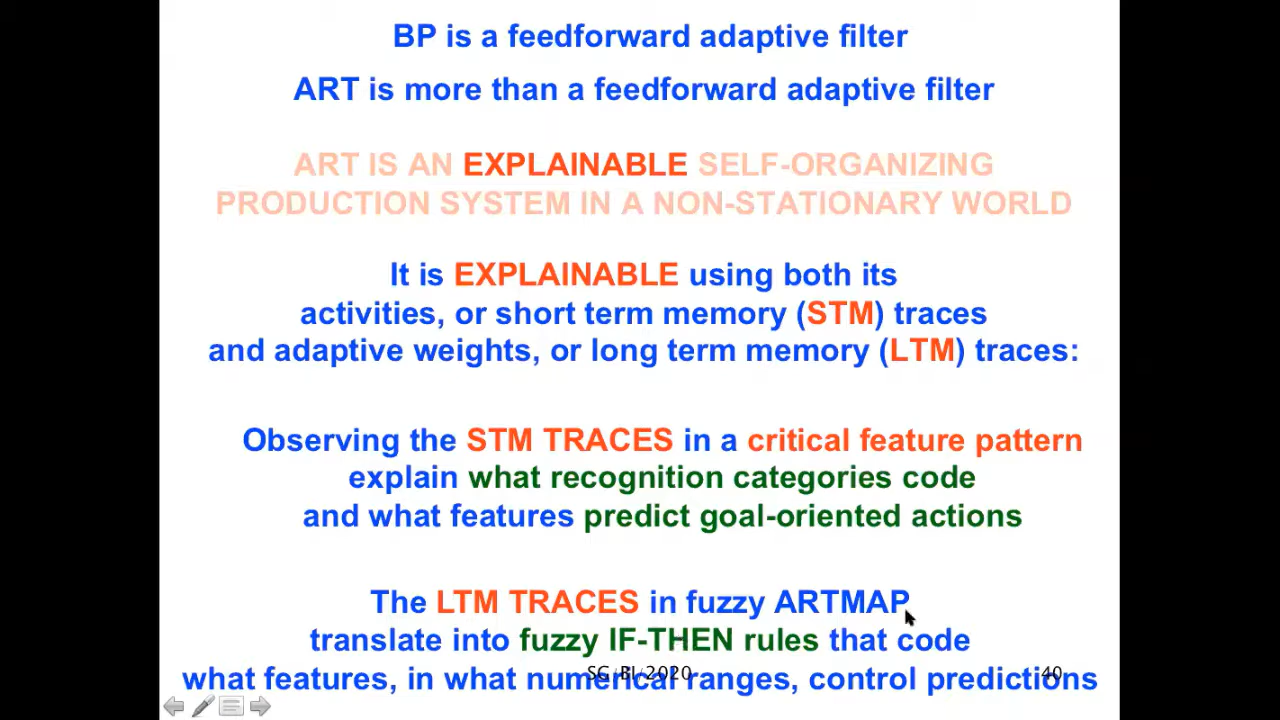 BP is a feedforward adaptive filter
ART is more than a feedforward adaptive filter
ART IS AN EXPLAINABLE SELF-ORGANIZING
PRODUCTION SYSTEM IN A NON-STATIONARY WORLD
It is EXPLAINABLE using both its
activities, or short term memory (STM) traces
and adaptive weights, or long term memory (LTM) traces:
Observing the STM TRACES in a critical feature pattern
explain what recognition categories code
and what features predict goal-oriented actions
The LTM TRACES in fuzzy ARTMAP
translate into fuzzy IF-THEN rules that code
what features, in what numerical ranges, control predictions
SG/BI/2020
40